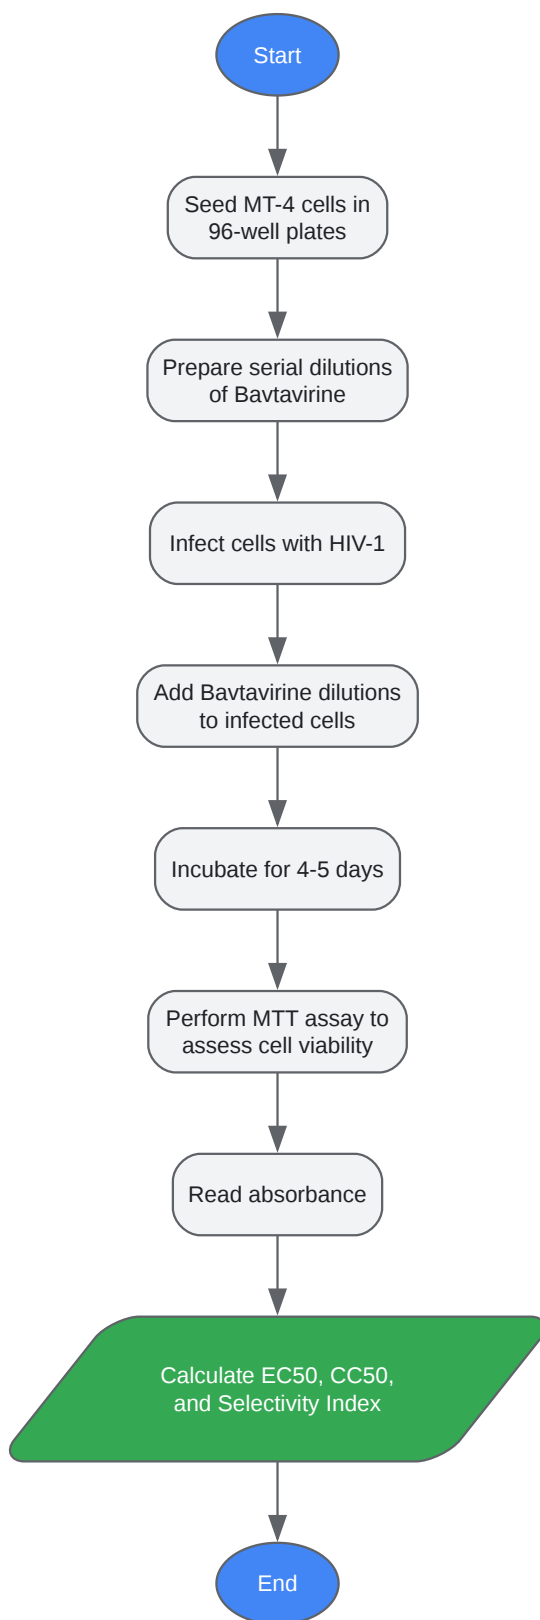 Start
Seed MT-4 cells in
96-well plates
Prepare serial dilutions
of Bavtavirine
Infect cells with HIV-1
Add Bavtavirine dilutions
to infected cells
Incubate for 4-5 days
Perform MTT assay to
assess cell viability
Read absorbance
Calculate EC50, CC50,
and Selectivity Index
End